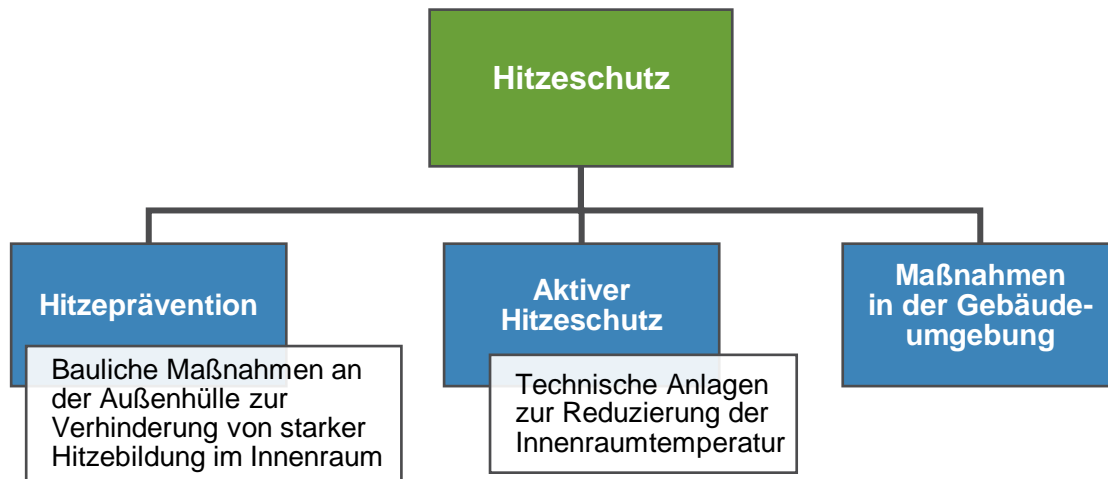 Hitzeschutz
Hitzeprävention
Bauliche Maßnahmen an
der Außenhülle zur
Verhinderung von starker
Hitzebildung im Innenraum
Aktiver
Hitzeschutz
Technische Anlagen
zur Reduzierung der
Innenraumtemperatur
Maßnahmen
in der Gebäude-
umgebung